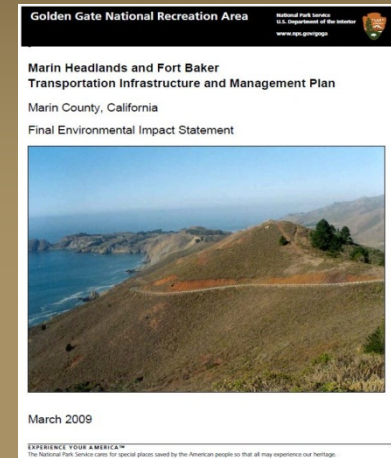 Golden Gate National Recreation Area
National Park Service
U.S. Department of the Interior
www.nps.gov/goga
Marin Headlands and Fort Baker
Transportation Infrastructure and Management Plan
Marin County, California
Final Environmental Impact Statement
March 2009
EXPERIENCE YOUR AMERICA™
The National Park Service cares for special places saved by the American people so that all may experience our heritage.